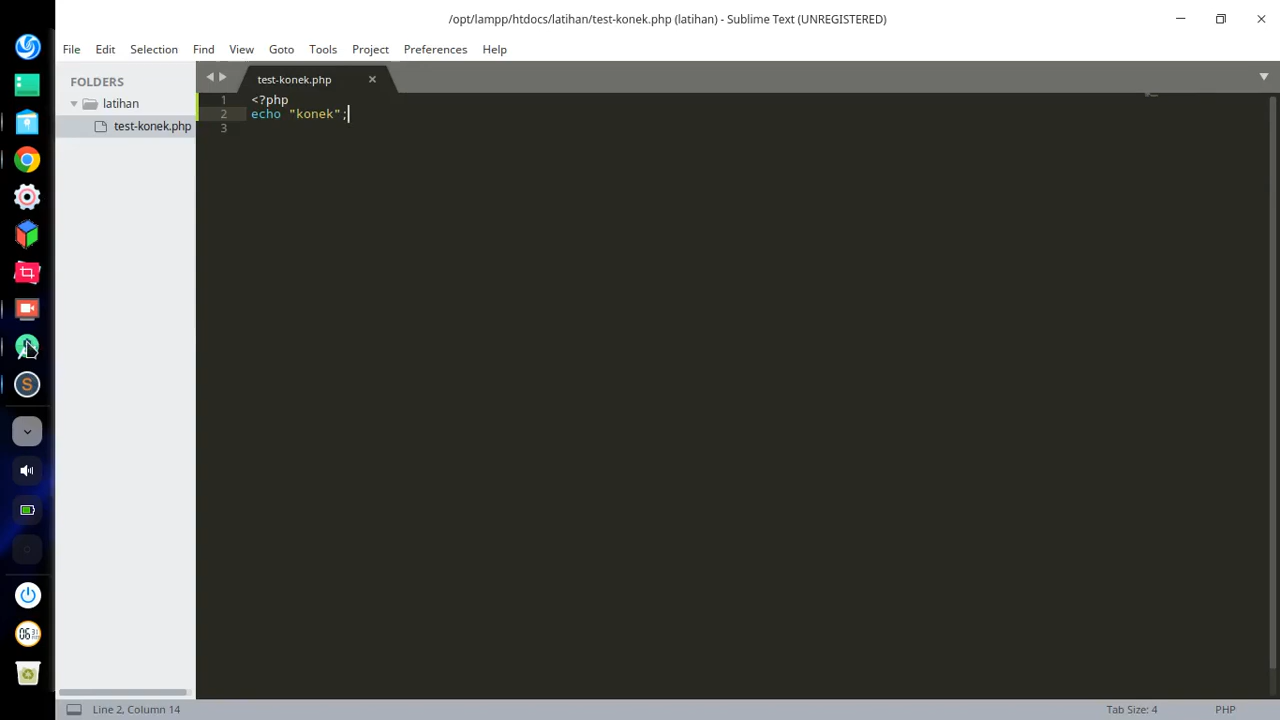 /opt/lampp/htdocs/latihan/test-konek.php (latihan) - Sublime Text (UNREGISTERED)
File Edit Selection Find View Goto Tools Project Preferences Help
FOLDERS
latihan
test-konek.php
test-konek.php
1 <?php
2 echo "konek";
3
S
06 31
Line 2, Column 14
Tab Size: 4
PHP